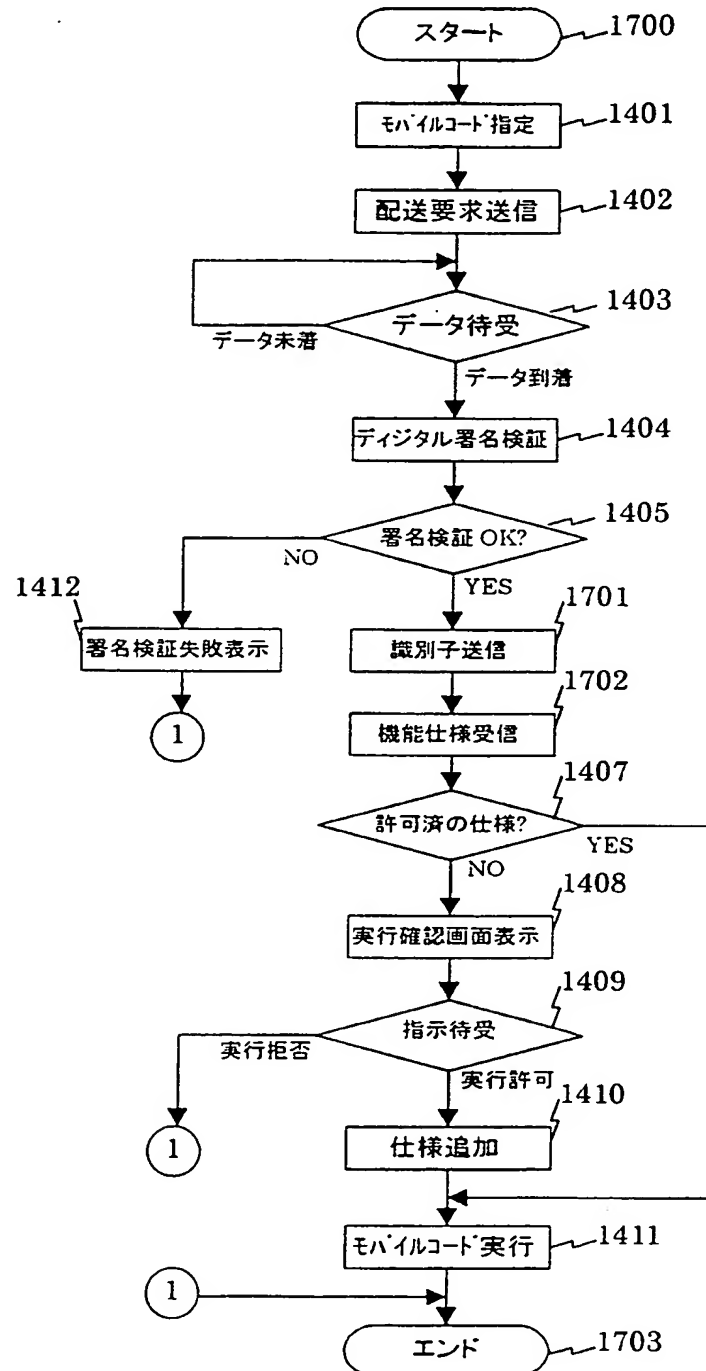 スタート
1700
モバイルコード指定
1401
配送要求送信
1402
データ待受
1403
データ未着
データ到着
ディジタル署名検証
1404
署名検証 OK?
1405
NO
YES
1412
署名検証失敗表示
1
識別子送信
1701
機能仕様受信
1702
許可済の仕様?
1407
YES
NO
実行確認画面表示
1408
指示待受
1409
実行拒否
実行許可
1
仕様追加
1410
モバイルコード実行
1411
1
エンド
1703